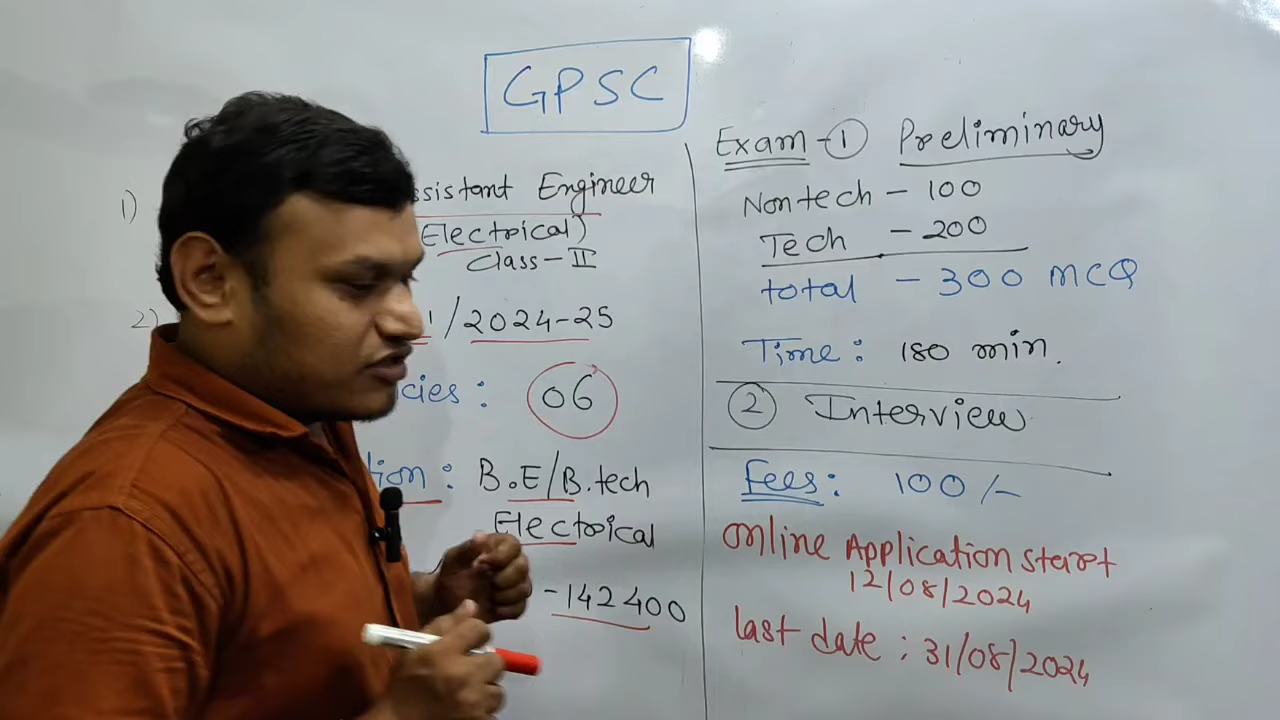 GPSC
1) ssistant Engineer
Electrical)
Class-II
2) 1/2024-25
cies : 06
tion : B.E/B.tech
Electrical
-142400
Exam-① Preliminary
Nontech - 100
Tech - 200
total - 300 MCQ
Time : 180 min.
② Interview
Fees : 100/-
Online Application start
12/08/2024
last date : 31/08/2024